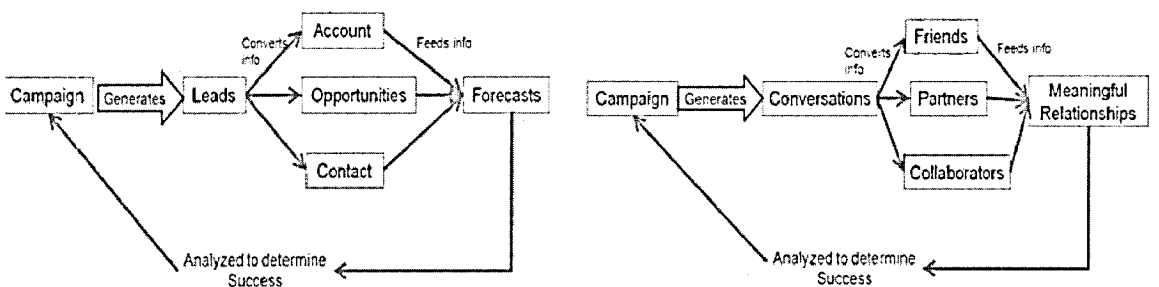 Campaign
Generates
Leads
Converts
info
Account
Opportunities
Contact
Feeds info
Forecasts
Analyzed to determine
Success
Campaign
Generates
Conversations
Converts
info
Friends
Partners
Collaborators
Feeds info
Meaningful
Relationships
Analyzed to determine
Success